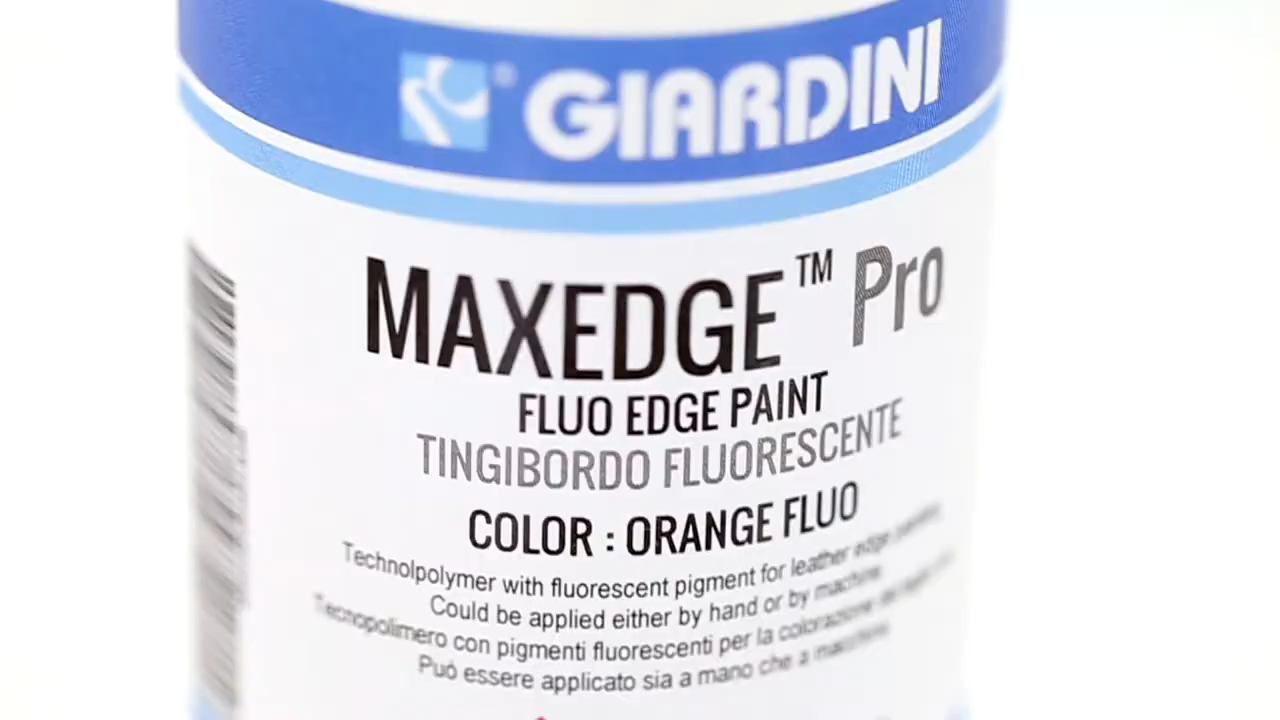 ® GIARDINI
MAXEDGE™ Pro
FLUO EDGE PAINT
TINGIBORDO FLUORESCENTE
COLOR : ORANGE FLUO
Technolpolymer with fluorescent pigment for leather edge
Could be applied either by hand or by machine.
Tecnopolimero con pigmenti fluorescenti per la colorazione
Può essere applicato sia a mano che a macchina.